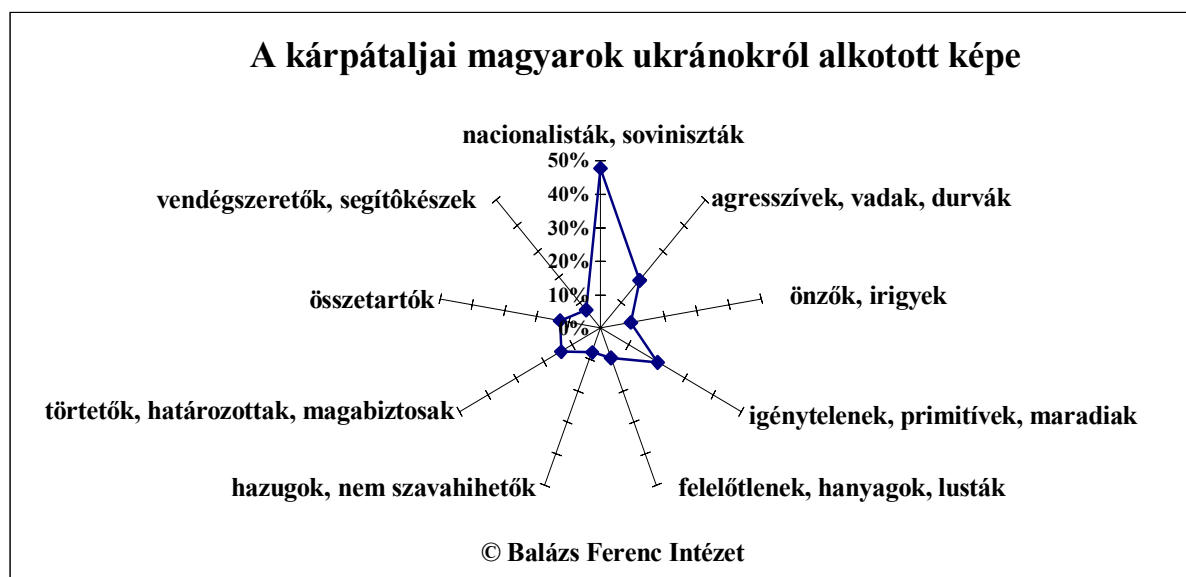 A kárpátaljai magyarok ukránokról alkotott képe
nacionalisták, soviniszták
50%
vendégszeretők, segítôkészek
40%
agresszívek, vadak, durvák
30%
20%
összetartók
10%
önzők, irigyek
0%
törtetők, határozottak, magabiztosak
igénytelenek, primitívek, maradiak
hazugok, nem szavahihetők
felelőtlenek, hanyagok, lusták
© Balázs Ferenc Intézet